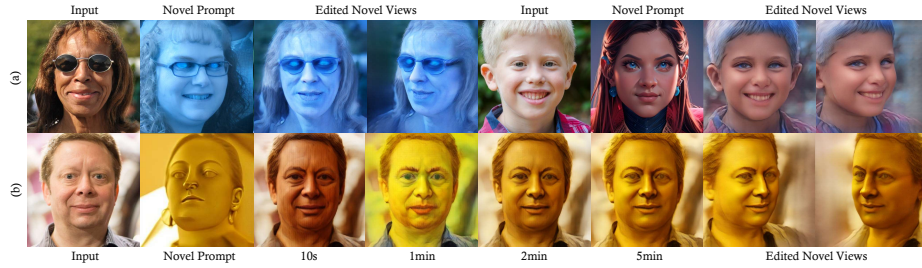 Input Novel Prompt Edited Novel Views Input Novel Prompt Edited Novel Views
(a)
(b)
Input Novel Prompt 10s 1min 2min 5min Edited Novel Views